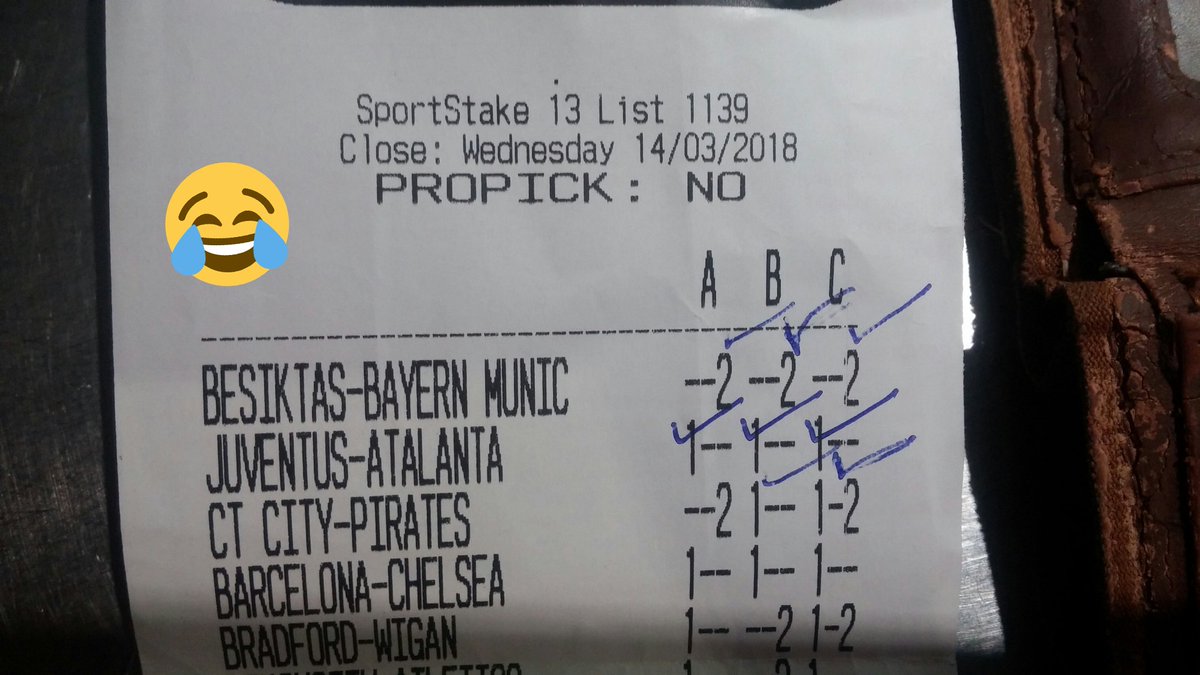 SportStake 13 List 1139
Close: Wednesday 14/03/2018
PROPICK: NO
A B C
BESIKTAS-BAYERN MUNIC --2 --2 --2
JUVENTUS-ATALANTA 1-- 1-- 1--
CT CITY-PIRATES --2 1-- 1-2
BARCELONA-CHELSEA 1-- 1-- 1--
BRADFORD-WIGAN 1-- --2 1-2